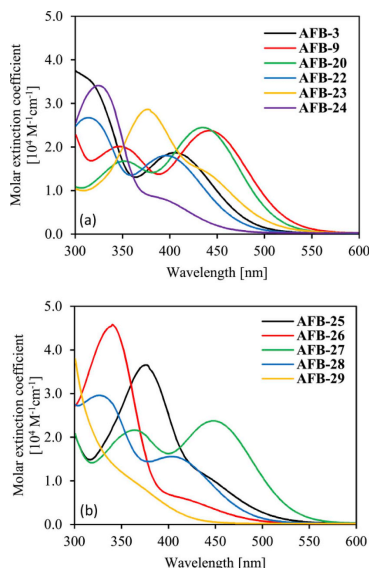 (a)
5.0
4.0
3.0
2.0
1.0
0.0
Molar extinction coefficient
[10⁴ M⁻¹cm⁻¹]
AFB-3
AFB-9
AFB-20
AFB-22
AFB-23
AFB-24
300 350 400 450 500 550 600
Wavelength [nm]
(b)
5.0
4.0
3.0
2.0
1.0
0.0
Molar extinction coefficient
[10⁴ M⁻¹cm⁻¹]
AFB-25
AFB-26
AFB-27
AFB-28
AFB-29
300 350 400 450 500 550 600
Wavelength [nm]